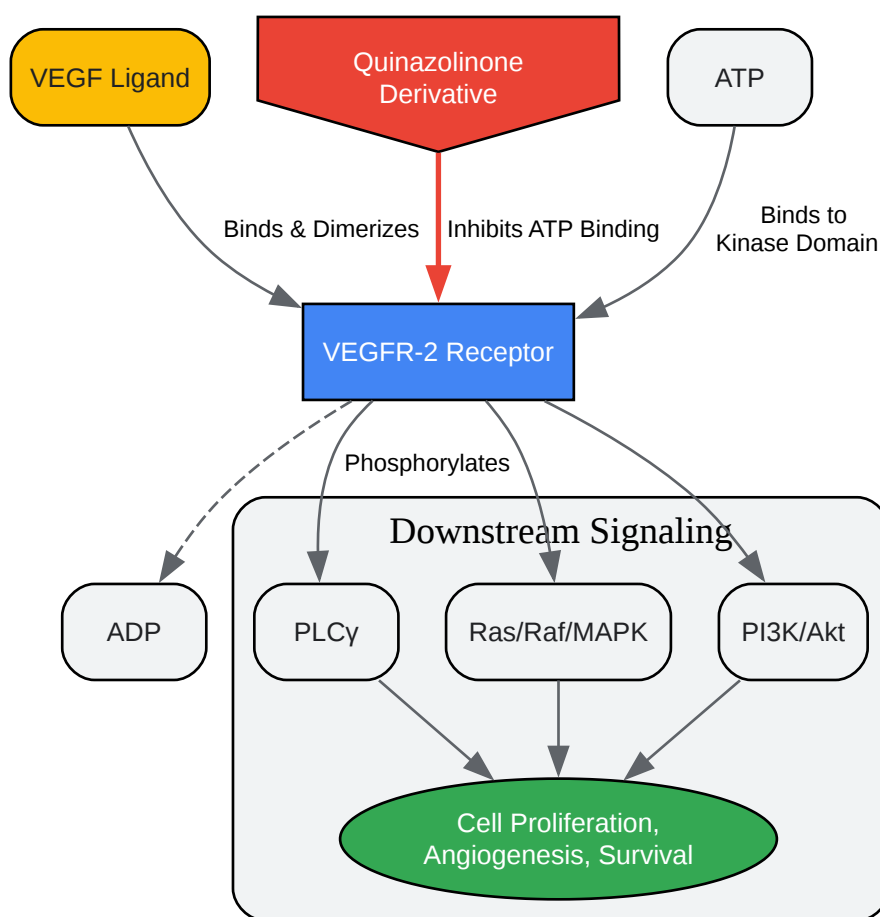 VEGF Ligand
Quinazolinone
Derivative
ATP
Binds & Dimerizes
Inhibits ATP Binding
Binds to
Kinase Domain
VEGFR-2 Receptor
Phosphorylates
Downstream Signaling
ADP
PLCγ
Ras/Raf/MAPK
PI3K/Akt
Cell Proliferation,
Angiogenesis, Survival